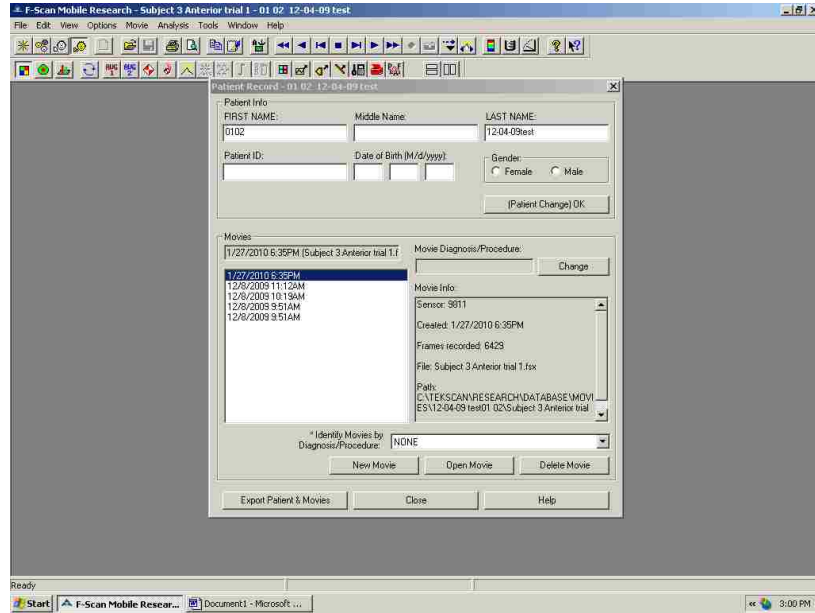 F-Scan Mobile Research - Subject 3 Anterior trial 1 - 01 02 12-04-09 test
File Edit View Options Movie Analysis Tools Window Help
Patient Record - 01 02 12-04-09 test
Patient Info
FIRST NAME: Middle Name: LAST NAME:
0102 12-04-09test
Patient ID: Date of Birth (M/d/yyyy): Gender:
Female Male
(Patient Change) OK
Movies
1/27/2010 6:35PM (Subject 3 Anterior trial 1.f
Movie Diagnosis/Procedure:
Change
1/27/2010 6:35PM
12/8/2009 11:12AM
12/8/2009 10:19AM
12/8/2009 9:51AM
12/8/2009 9:51AM
Movie Info:
Sensor: 9811
Created: 1/27/2010 6:35PM
Frames recorded: 6429
File: Subject 3 Anterior trial 1.fsx
Path:
C:\TEKSCAN\RESEARCH\DATABASE\MOVI
ES\12-04-09 test01 02\Subject 3 Anterior trial
* Identify Movies by
Diagnosis/Procedure: NONE
New Movie Open Movie Delete Movie
Export Patient & Movies Close Help
Ready
Start F-Scan Mobile Resear... Document1 - Microsoft ... 3:00 PM